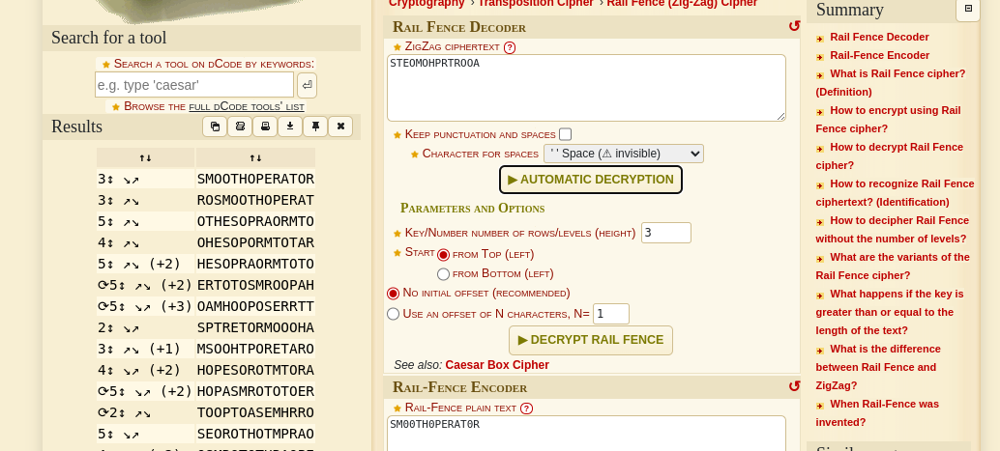 Cryptography › Transposition Cipher › Rail Fence (Zig-Zag) Cipher
Search for a tool
Search a tool on dCode by keywords:
e.g. type 'caesar'
Browse the full dCode tools' list
Results
↑↓ ↑↓
3↕ ↘↗ SMOOTHOPERATOR
3↕ ↗↘ ROSMOOTHOPERAT
5↕ ↗↘ OTHESOPRAORMTO
4↕ ↗↘ OHESOPORMTOTAR
5↕ ↗↘ (+2) HESOPRAORMTOTO
⟳5↕ ↗↘ (+2) ERTOTOSMROOPAH
⟳5↕ ↘↗ (+3) OAMHOOPOSERRTT
2↕ ↘↗ SPTRETORMOOOHA
3↕ ↗↘ (+1) MSOOHTPORETARO
4↕ ↘↗ (+2) HOPESOROTMTORA
⟳5↕ ↘↗ (+2) HOPASMROTOTOER
⟳2↕ ↗↘ TOOPTOASEMHRRO
5↕ ↘↗ SEOROTHOTMPRAO
Rail Fence Decoder
ZigZag ciphertext (?)
STEOMOHPRTROOA
Keep punctuation and spaces
Character for spaces ' ' Space (⚠ invisible)
▶ AUTOMATIC DECRYPTION
Parameters and Options
Key/Number number of rows/levels (height) 3
Start from Top (left)
from Bottom (left)
No initial offset (recommended)
Use an offset of N characters, N= 1
▶ DECRYPT RAIL FENCE
See also: Caesar Box Cipher
Rail-Fence Encoder
Rail-Fence plain text (?)
SM00TH0PERAT0R
Summary
Rail Fence Decoder
Rail-Fence Encoder
What is Rail Fence cipher?
(Definition)
How to encrypt using Rail
Fence cipher?
How to decrypt Rail Fence
cipher?
How to recognize Rail Fence
ciphertext? (Identification)
How to decipher Rail Fence
without the number of levels?
What are the variants of the
Rail Fence cipher?
What happens if the key is
greater than or equal to the
length of the text?
What is the difference
between Rail Fence and
ZigZag?
When Rail-Fence was
invented?